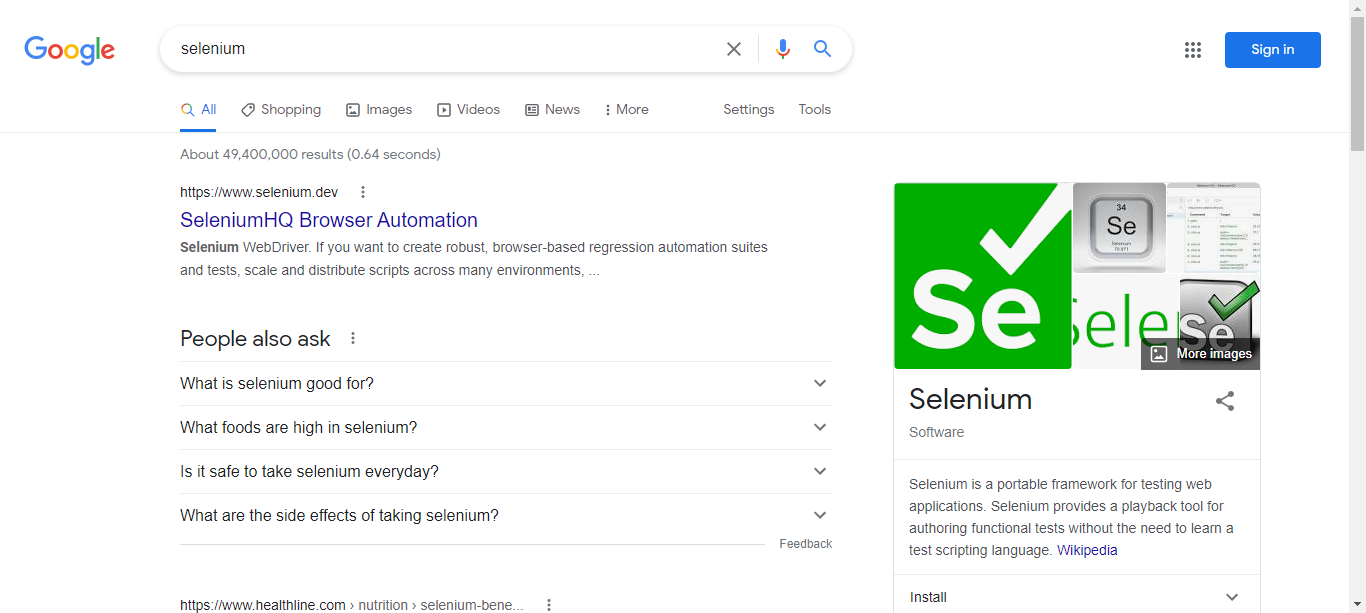 Google
selenium
Sign in
All
Shopping
Images
Videos
News
More
Settings
Tools
About 49,400,000 results (0.64 seconds)
https://www.selenium.dev
SeleniumHQ Browser Automation
Selenium WebDriver. If you want to create robust, browser-based regression automation suites
and tests, scale and distribute scripts across many environments, ...
People also ask
What is selenium good for?
What foods are high in selenium?
Is it safe to take selenium everyday?
What are the side effects of taking selenium?
Feedback
https://www.healthline.com › nutrition › selenium-bene...
Se
34
Se
Selenium
Sele
Se
More images
Selenium
Software
Selenium is a portable framework for testing web
applications. Selenium provides a playback tool for
authoring functional tests without the need to learn a
test scripting language. Wikipedia
Install